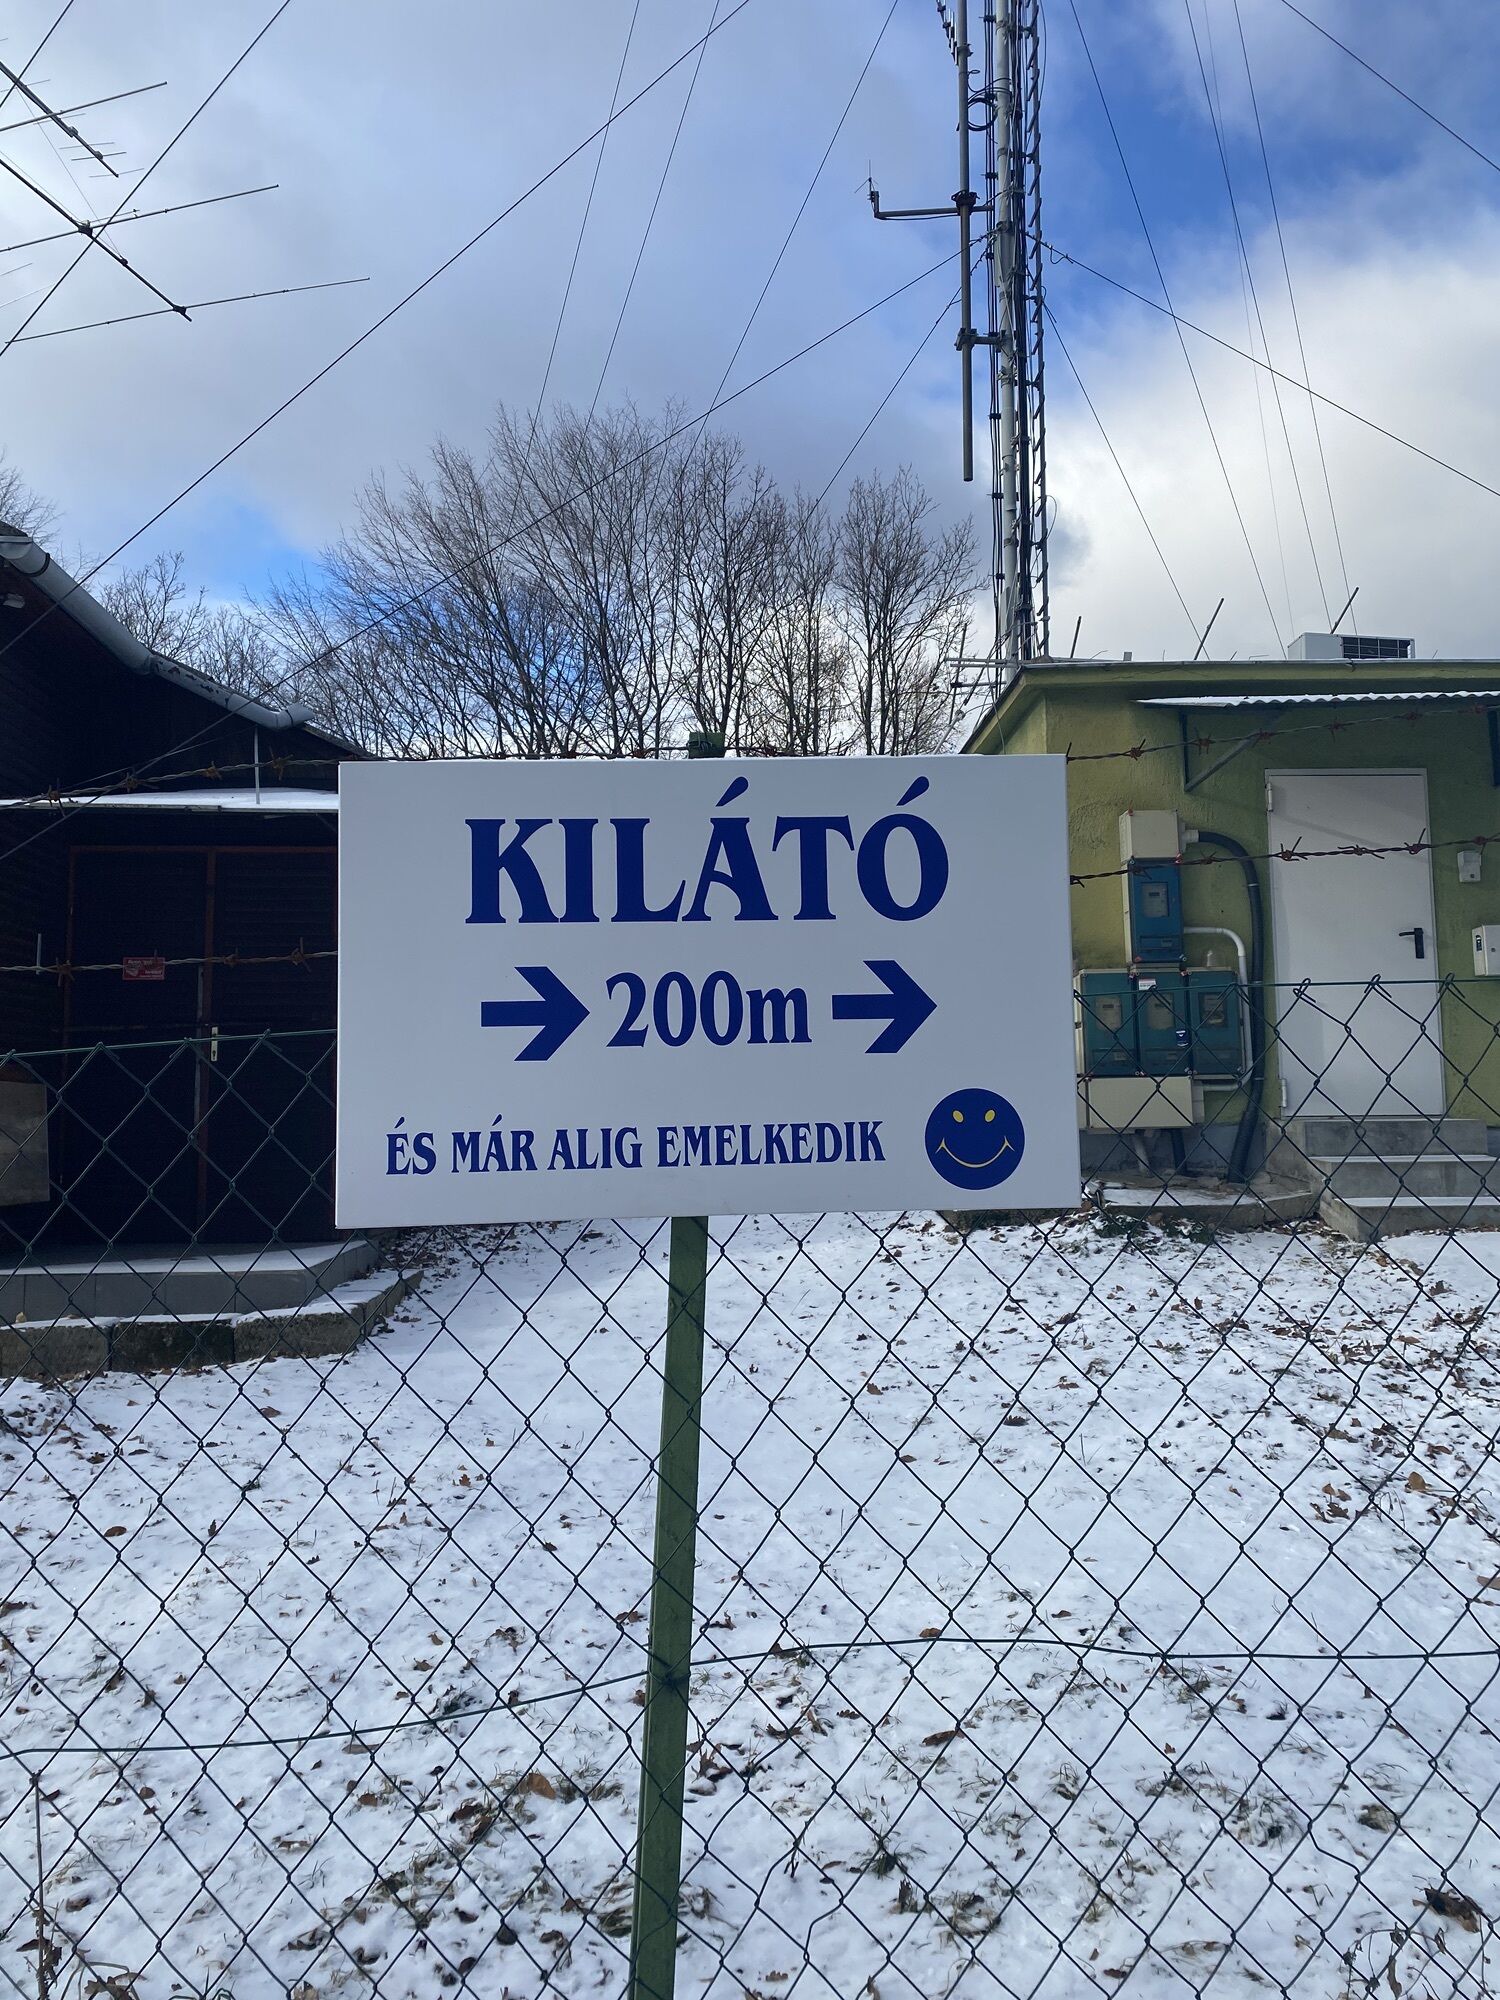 KILÁTÓ
→ 200m →
ÉS MÁR ALIG EMELKEDIK